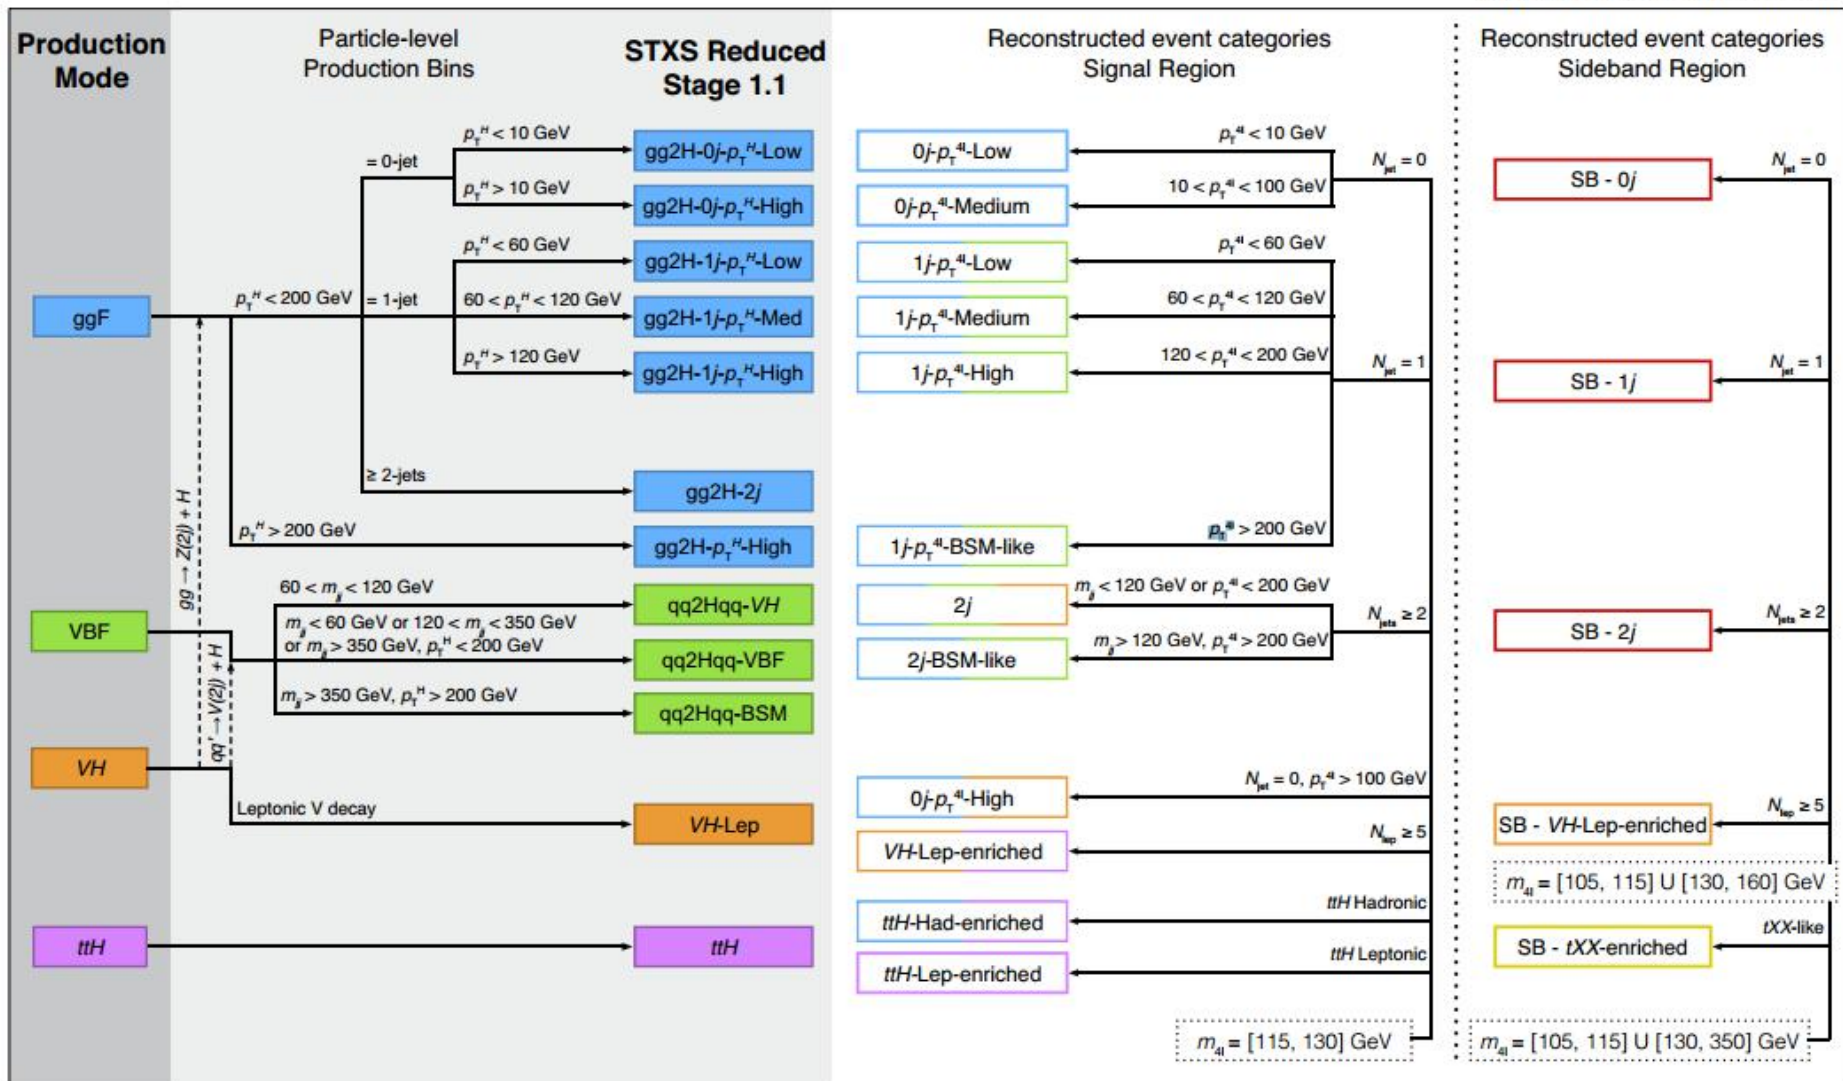 Production Mode
Particle-level
Production Bins
STXS Reduced
Stage 1.1
Reconstructed event categories
Signal Region
Reconstructed event categories
Sideband Region
ggF
VBF
VH
ttH
gg → Z(2j) + H
qq' → V(2j) + H
p_T^H < 200 GeV
p_T^H > 200 GeV
= 0-jet
= 1-jet
≥ 2-jets
p_T^H < 10 GeV
p_T^H > 10 GeV
p_T^H < 60 GeV
60 < p_T^H < 120 GeV
p_T^H > 120 GeV
60 < m_jj < 120 GeV
m_jj < 60 GeV or 120 < m_jj < 350 GeV
or m_jj > 350 GeV, p_T^H < 200 GeV
m_jj > 350 GeV, p_T^H > 200 GeV
Leptonic V decay
gg2H-0j-p_T^H-Low
gg2H-0j-p_T^H-High
gg2H-1j-p_T^H-Low
gg2H-1j-p_T^H-Med
gg2H-1j-p_T^H-High
gg2H-2j
gg2H-p_T^H-High
qq2Hqq-VH
qq2Hqq-VBF
qq2Hqq-BSM
VH-Lep
ttH
0j-p_T^4l-Low
0j-p_T^4l-Medium
1j-p_T^4l-Low
1j-p_T^4l-Medium
1j-p_T^4l-High
1j-p_T^4l-BSM-like
2j
2j-BSM-like
0j-p_T^4l-High
VH-Lep-enriched
ttH-Had-enriched
ttH-Lep-enriched
p_T^4l < 10 GeV
10 < p_T^4l < 100 GeV
p_T^4l < 60 GeV
60 < p_T^4l < 120 GeV
120 < p_T^4l < 200 GeV
p_T^4l > 200 GeV
m_jj < 120 GeV or p_T^4l < 200 GeV
m_jj > 120 GeV, p_T^4l > 200 GeV
N_jet = 0, p_T^4l > 100 GeV
N_lep ≥ 5
ttH Hadronic
ttH Leptonic
N_jet = 0
N_jet = 1
N_jets ≥ 2
m_4l = [115, 130] GeV
SB - 0j
N_jet = 0
SB - 1j
N_jet = 1
SB - 2j
N_jets ≥ 2
SB - VH-Lep-enriched
N_lep ≥ 5
m_4l = [105, 115] U [130, 160] GeV
SB - tXX-enriched
tXX-like
m_4l = [105, 115] U [130, 350] GeV